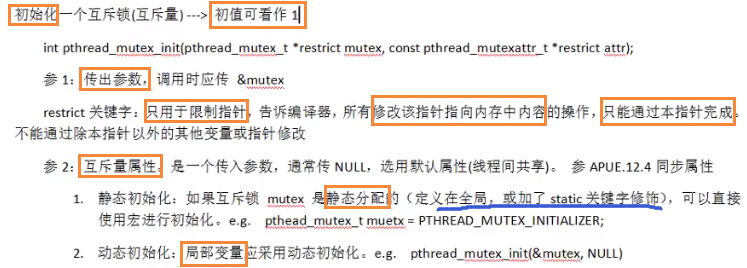 初始化一个互斥锁(互斥量) ---> 初值可看作 1
int pthread_mutex_init(pthread_mutex_t *restrict mutex, const pthread_mutexattr_t *restrict attr);
参 1：传出参数，调用时应传 &mutex
restrict 关键字：只用于限制指针，告诉编译器，所有修改该指针指向内存中内容的操作，只能通过本指针完成。
不能通过除本指针以外的其他变量或指针修改
参 2：互斥量属性。是一个传入参数，通常传 NULL，选用默认属性(线程间共享)。 参 APUE.12.4 同步属性
1. 静态初始化：如果互斥锁 mutex 是静态分配的（定义在全局，或加了 static 关键字修饰），可以直接
使用宏进行初始化。e.g. pthead_mutex_t muetx = PTHREAD_MUTEX_INITIALIZER;
2. 动态初始化：局部变量应采用动态初始化。e.g. pthread_mutex_init(&mutex, NULL)